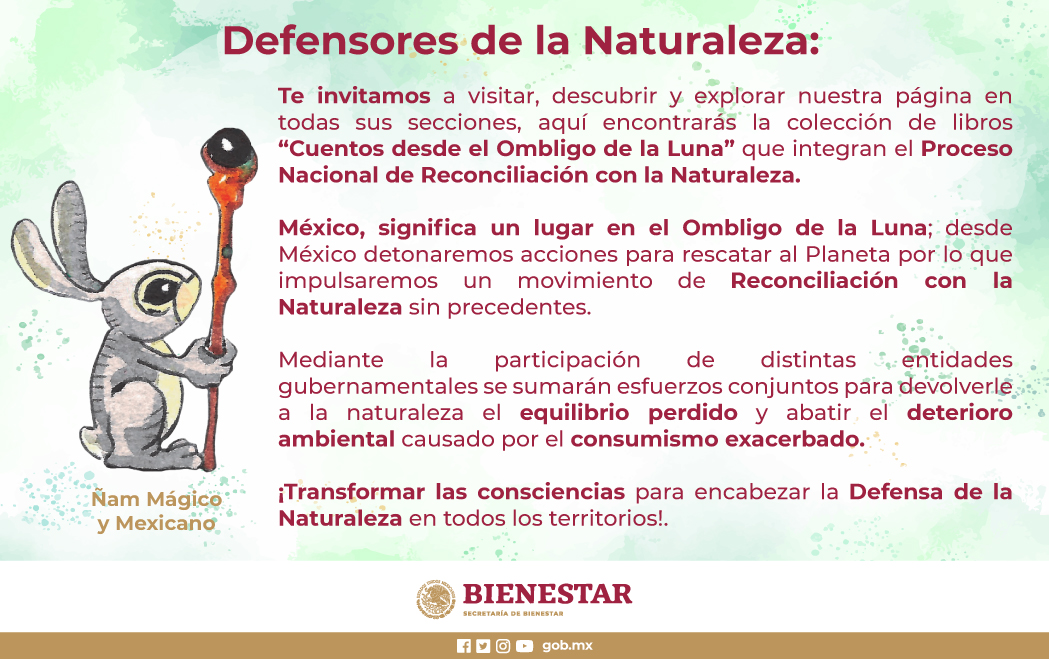 Defensores de la Naturaleza:
Te invitamos a visitar, descubrir y explorar nuestra página en
todas sus secciones, aquí encontrarás la colección de libros
“Cuentos desde el Ombligo de la Luna” que integran el Proceso
Nacional de Reconciliación con la Naturaleza.
México, significa un lugar en el Ombligo de la Luna; desde
México detonaremos acciones para rescatar al Planeta por lo que
impulsaremos un movimiento de Reconciliación con la
Naturaleza sin precedentes.
Mediante la participación de distintas entidades
gubernamentales se sumarán esfuerzos conjuntos para devolverle
a la naturaleza el equilibrio perdido y abatir el deterioro
ambiental causado por el consumismo exacerbado.
¡Transformar las consciencias para encabezar la Defensa de la
Naturaleza en todos los territorios!.
Ñam Mágico
y Mexicano
BIENESTAR
SECRETARÍA DE BIENESTAR
gob.mx